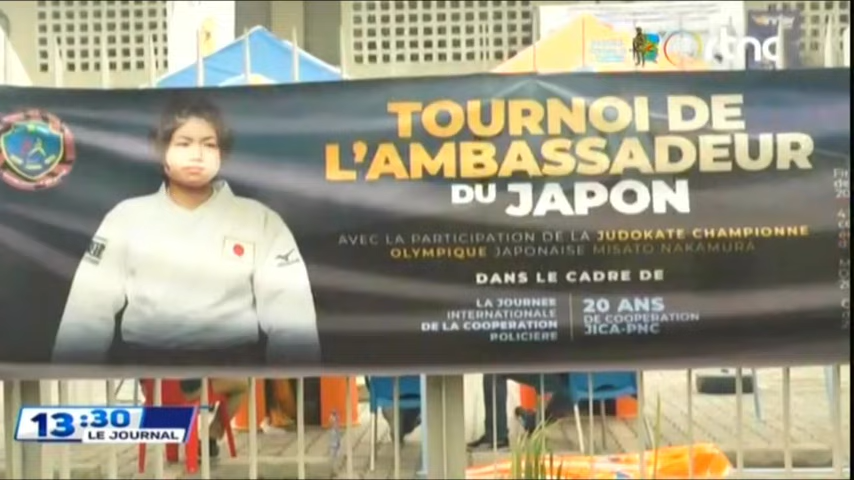 rtnc
TOURNOI DE
L'AMBASSADEUR
DU JAPON
AVEC LA PARTICIPATION DE LA JUDOKATE CHAMPIONNE
OLYMPIQUE JAPONAISE MISATO NAKAMURA
DANS LE CADRE DE
LA JOURNEE
INTERNATIONALE
DE LA COOPERATION
POLICIERE
20 ANS
DE COOPERATION
JICA-PNC
13:30
LE JOURNAL